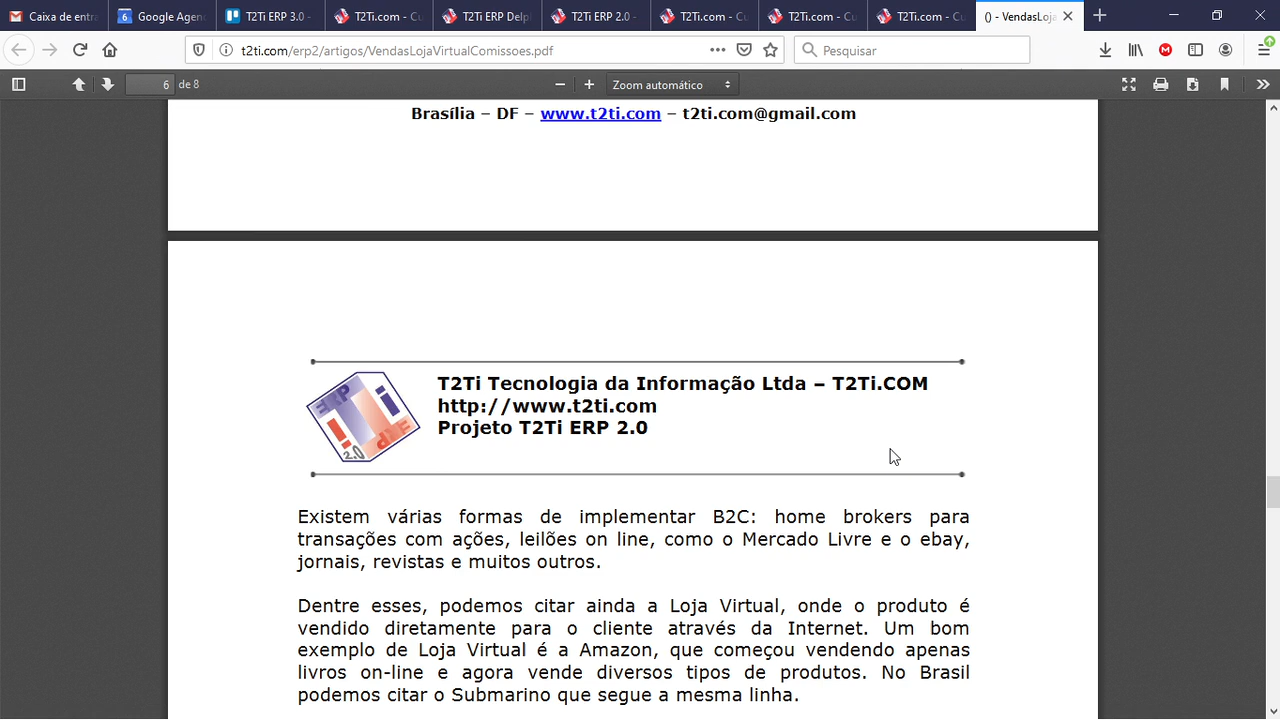 Caixa de entra
6 Google Agen
T2Ti ERP 3.0 -
T2Ti.com - Cu
T2Ti ERP Delp
T2Ti ERP 2.0 -
T2Ti.com - Cu
T2Ti.com - Cu
T2Ti.com - Cu
() - VendasLoja
t2ti.com/erp2/artigos/VendasLojaVirtualComissoes.pdf
Pesquisar
6 de 8
Zoom automático
Brasília – DF – www.t2ti.com – t2ti.com@gmail.com
ERP
T2Ti
2.0
T2Ti Tecnologia da Informação Ltda – T2Ti.COM
http://www.t2ti.com
Projeto T2Ti ERP 2.0
Existem várias formas de implementar B2C: home brokers para
transações com ações, leilões on line, como o Mercado Livre e o ebay,
jornais, revistas e muitos outros.
Dentre esses, podemos citar ainda a Loja Virtual, onde o produto é
vendido diretamente para o cliente através da Internet. Um bom
exemplo de Loja Virtual é a Amazon, que começou vendendo apenas
livros on-line e agora vende diversos tipos de produtos. No Brasil
podemos citar o Submarino que segue a mesma linha.